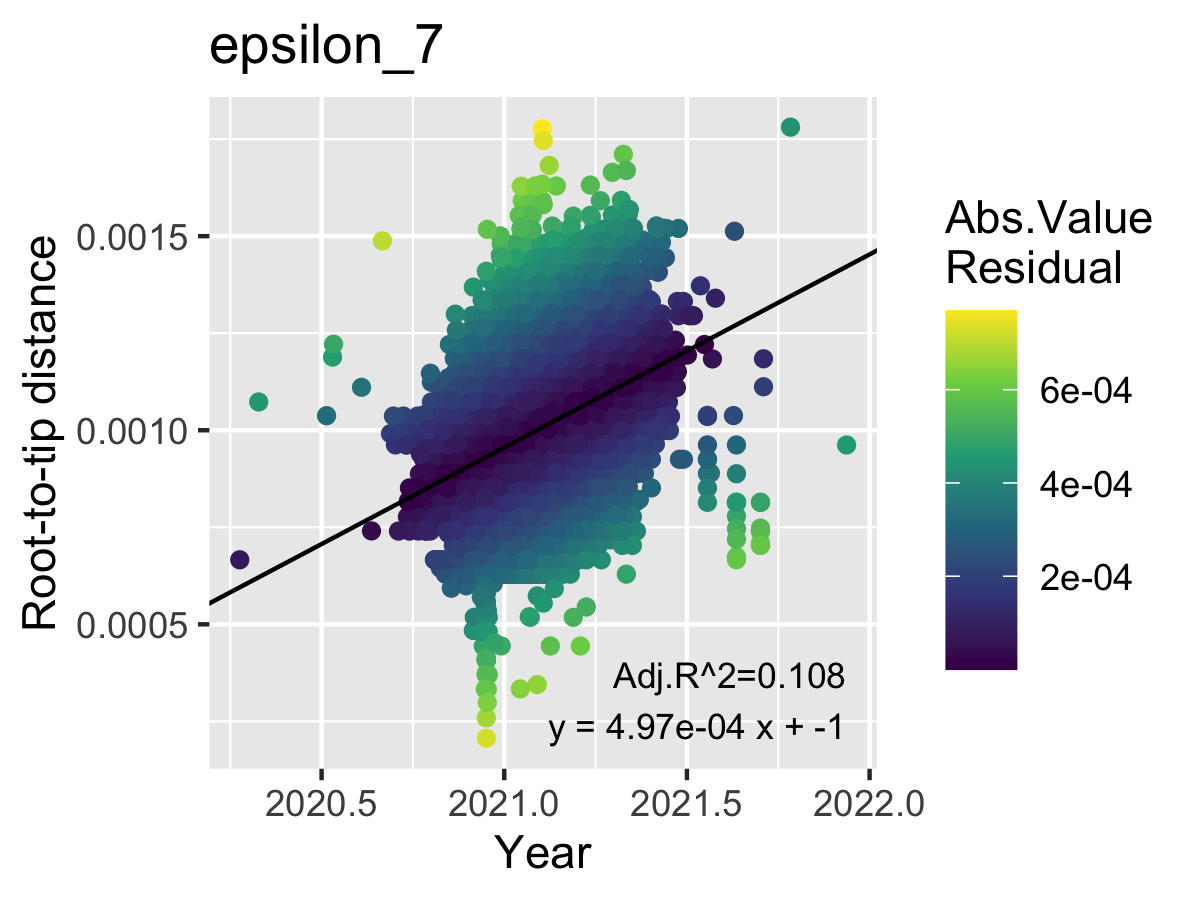 epsilon_7
Root-to-tip distance
0.0015
0.0010
0.0005
Adj.R^2=0.108
y = 4.97e-04 x + -1
2020.5
2021.0
2021.5
2022.0
Year
Abs.Value
Residual
6e-04
4e-04
2e-04